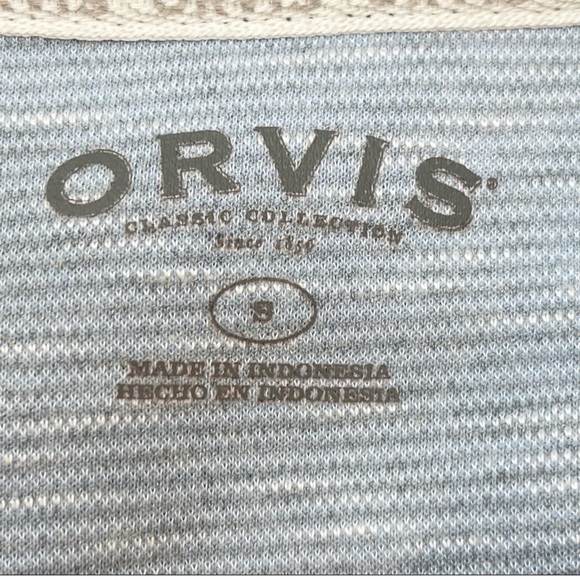 ORVIS®
CLASSIC COLLECTION
Since 1856
S
MADE IN INDONESIA
HECHO EN INDONESIA